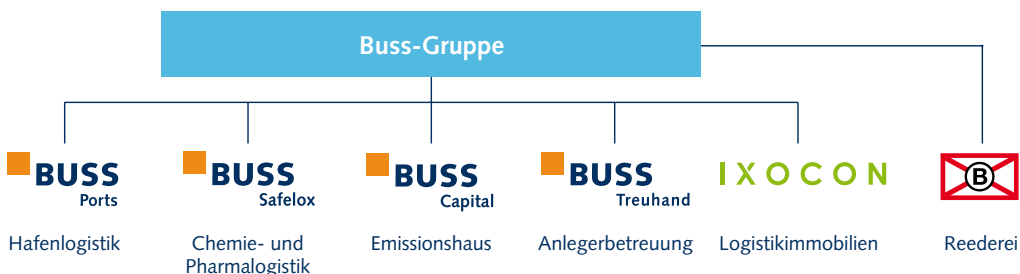 Buss-Gruppe
BUSS
Ports
BUSS
Safelox
BUSS
Capital
BUSS
Treuhand
IXOCON
B
Hafenlogistik
Chemie- und
Pharmalogistik
Emissionshaus
Anlegerbetreuung
Logistikimmobilien
Reederei